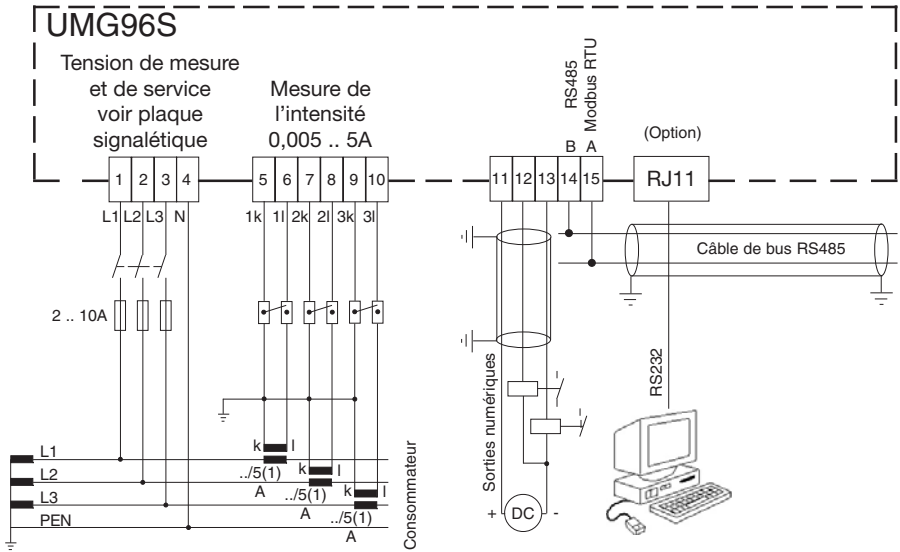 UMG96S
Tension de mesure
et de service
voir plaque
signalétique
Mesure de
l'intensité
0,005 .. 5A
RS485
Modbus RTU
B A
(Option)
1 2 3 4
5 6 7 8 9 10
11 12 13 14 15
RJ11
L1 L2 L3 N
1k 1l 2k 2l 3k 3l
Câble de bus RS485
2 .. 10A
RS232
Sorties numériques
L1
L2
L3
PEN
k l
../5(1)
A
k l
../5(1)
A
k l
../5(1)
A
Consommateur
+ DC -